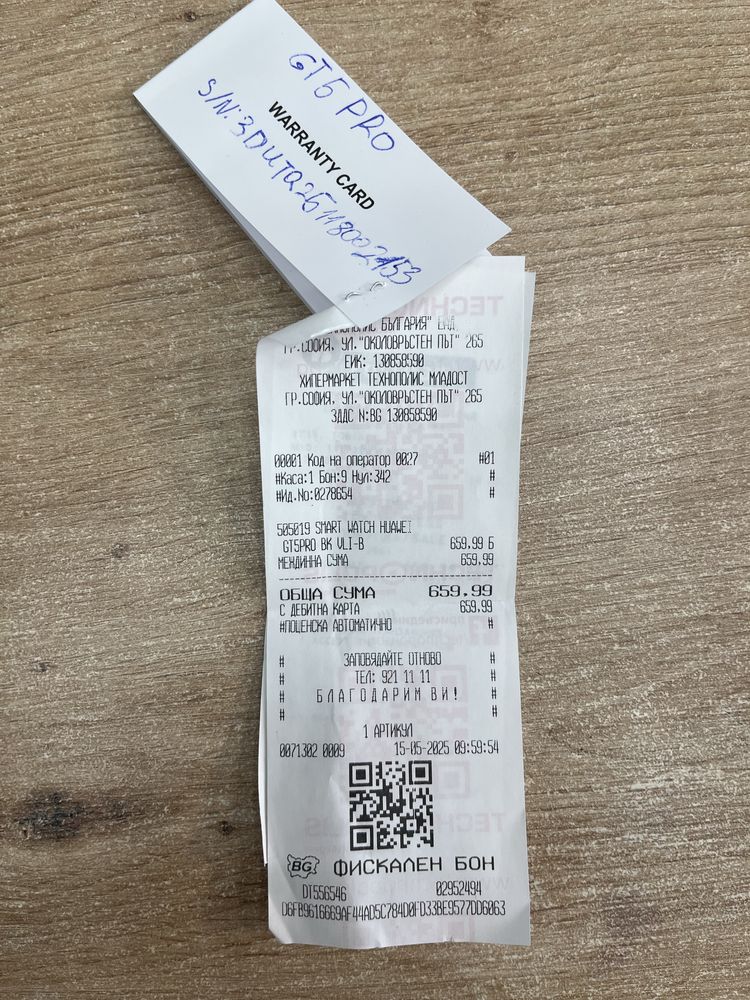 GT5 PRO
WARRANTY CARD
БЪЛГАРИЯ" ЕНД
ГР.СОФИЯ, УЛ."ОКОЛОВРЪСТЕН ПЪТ" 265
ЕИК: 130858590
ХИПЕРМАРКЕТ ТЕХНОПОЛИС МЛАДОСТ
ГР.СОФИЯ, УЛ."ОКОЛОВРЪСТЕН ПЪТ" 265
ЗДДС N:BG 130858590
00001 Код на оператор 0027 #01
#Каса:1 Бон:9 Нул:342 #
#Ид.No:0278654 #
505019 SMART WATCH HUAWEI
GT5PRO BK VLI-B 659.99 Б
МЕЖДИННА СУМА 659.99
ОБЩА СУМА 659.99
С ДЕБИТНА КАРТА 659.99
#ПОЦЕНСКА АВТОМАТИЧНО #
# ЗАПОВЯДАЙТЕ ОТНОВО #
# ТЕЛ: 921 11 11 #
# БЛАГОДАРИМ ВИ! #
# #
1 АРТИКУЛ
0071302 0009 15-05-2025 09:59:54
BG ФИСКАЛЕН БОН
DT556546 02952494
D6FB9616669AF44AD5C784D0FD33BE9577DD6063